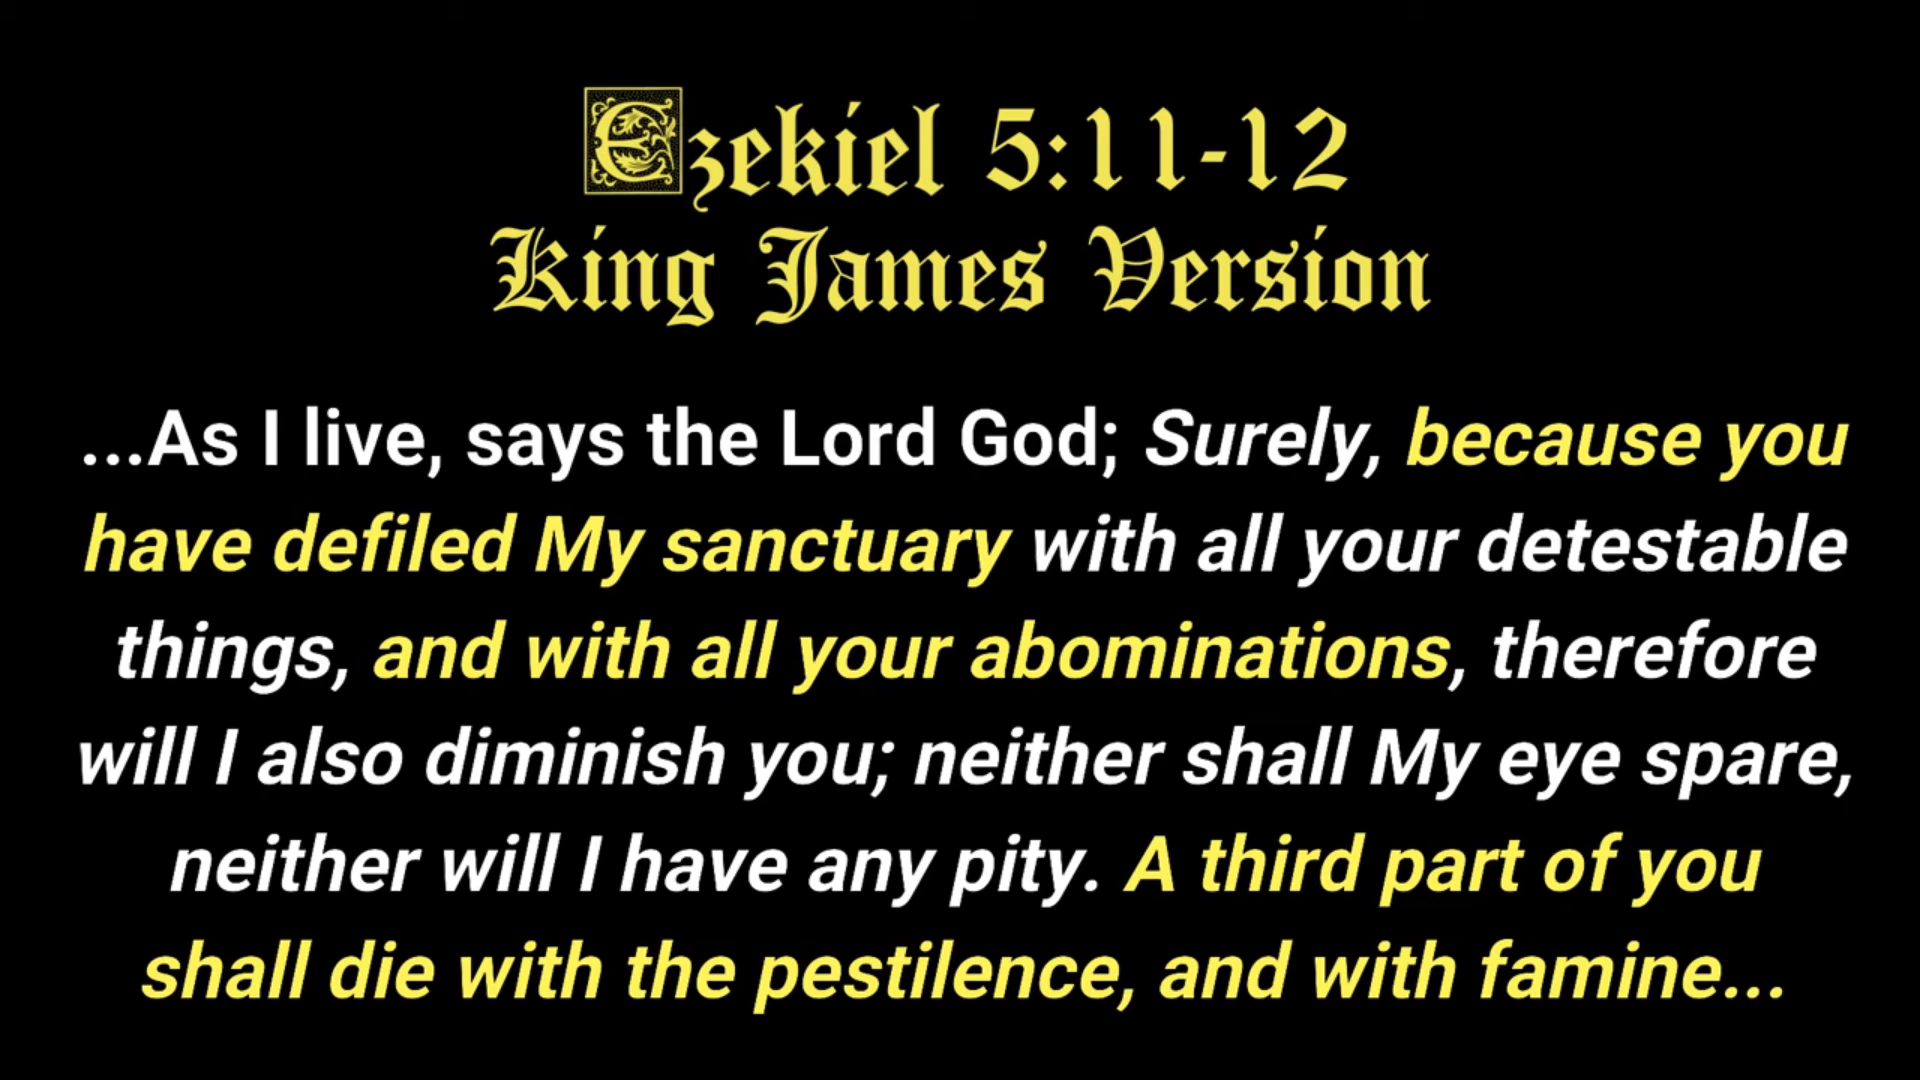 Ezekiel 5:11-12
King James Version
...As I live, says the Lord God; Surely, because you
have defiled My sanctuary with all your detestable
things, and with all your abominations, therefore
will I also diminish you; neither shall My eye spare,
neither will I have any pity. A third part of you
shall die with the pestilence, and with famine...